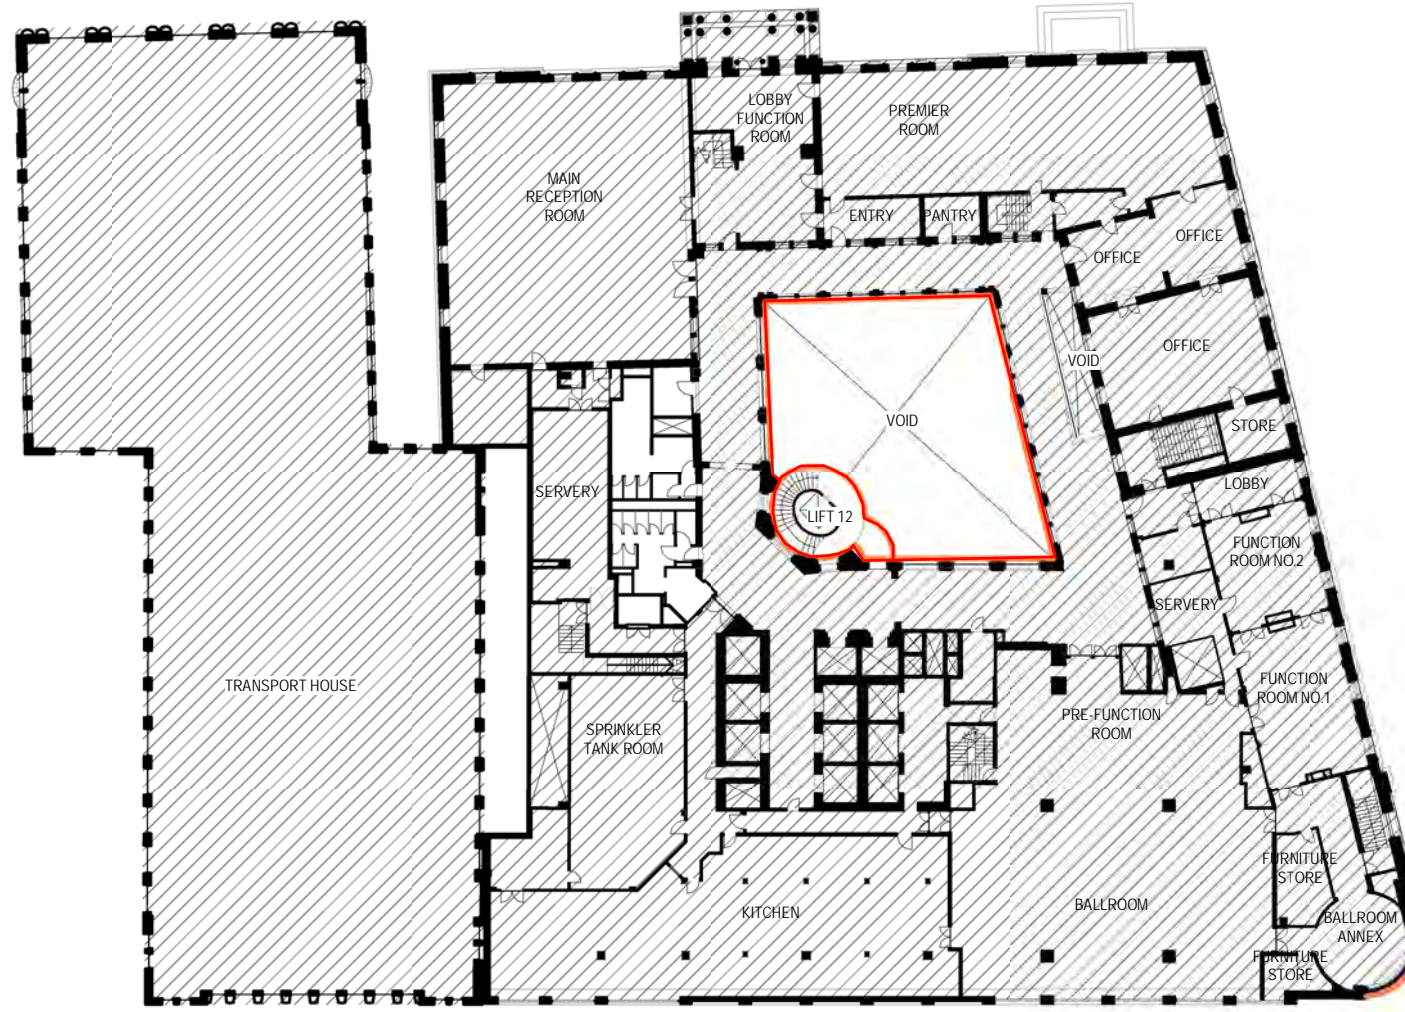 LOBBY
FUNCTION
ROOM
PREMIER
ROOM
MAIN
RECEPTION
ROOM
ENTRY
PANTRY
OFFICE
OFFICE
OFFICE
VOID
VOID
STORE
LOBBY
SERVERY
LIFT 12
FUNCTION
ROOM NO.2
SERVERY
TRANSPORT HOUSE
FUNCTION
ROOM NO.1
PRE-FUNCTION
ROOM
SPRINKLER
TANK ROOM
FURNITURE
STORE
KITCHEN
BALLROOM
BALLROOM
ANNEX
FURNITURE
STORE